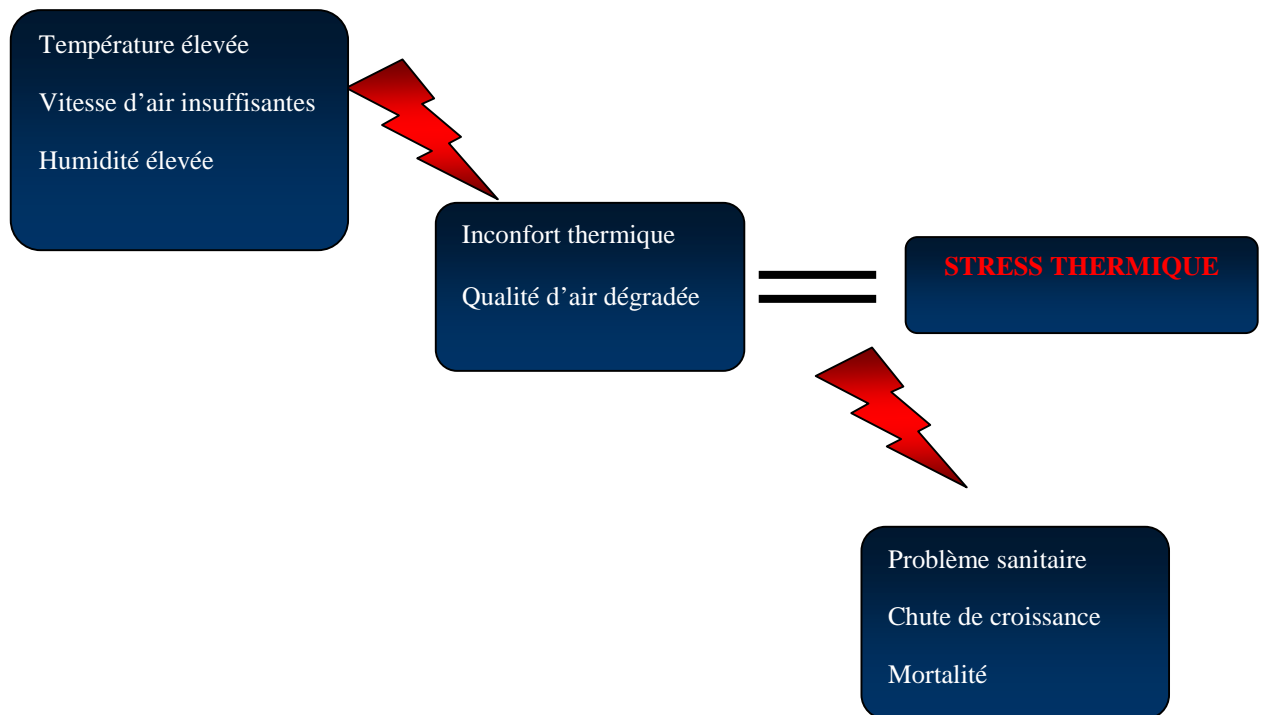 Température élevée
Vitesse d’air insuffisantes
Humidité élevée
Inconfort thermique
Qualité d’air dégradée
STRESS THERMIQUE
Problème sanitaire
Chute de croissance
Mortalité